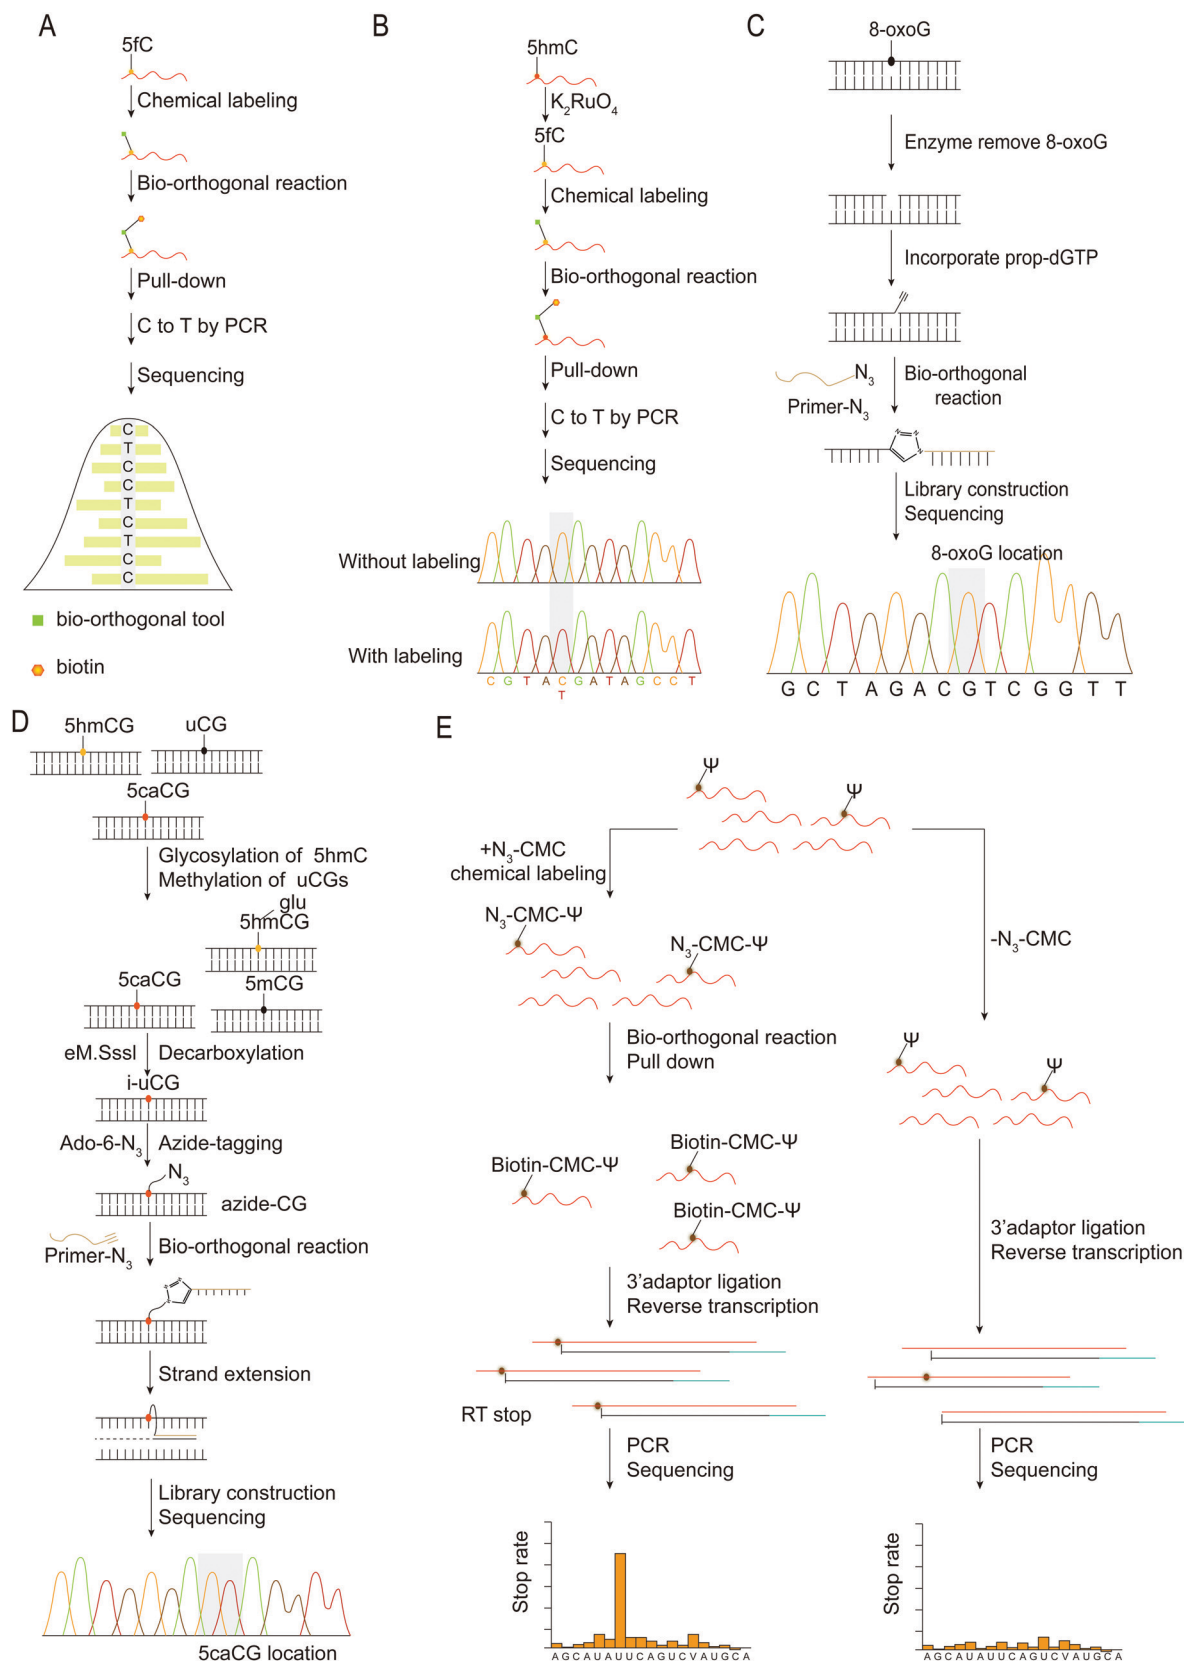 A
5fC
Chemical labeling
Bio-orthogonal reaction
Pull-down
C to T by PCR
Sequencing
C
T
C
C
T
C
T
C
C
bio-orthogonal tool
biotin
B
5hmC
K2RuO4
5fC
Chemical labeling
Bio-orthogonal reaction
Pull-down
C to T by PCR
Sequencing
Without labeling
With labeling
C G T A C G A T A G C C T
T
C
8-oxoG
Enzyme remove 8-oxoG
Incorporate prop-dGTP
N3
Primer-N3
Bio-orthogonal
reaction
N N
N
Library construction
Sequencing
8-oxoG location
G C T A G A C G T C G G T T
D
5hmCG
uCG
5caCG
Glycosylation of 5hmC
Methylation of uCGs
glu
5hmCG
5caCG
5mCG
eM.SssI
Decarboxylation
i-uCG
Ado-6-N3
Azide-tagging
N3
azide-CG
Primer-N3
Bio-orthogonal reaction
N N
N
Strand extension
Library construction
Sequencing
5caCG location
E
Ψ
Ψ
+N3-CMC
chemical labeling
-N3-CMC
N3-CMC-Ψ
N3-CMC-Ψ
Bio-orthogonal reaction
Pull down
Ψ
Ψ
Biotin-CMC-Ψ
Biotin-CMC-Ψ
Biotin-CMC-Ψ
3'adaptor ligation
Reverse transcription
3'adaptor ligation
Reverse transcription
RT stop
PCR
Sequencing
PCR
Sequencing
Stop rate
A G C A U A U U C A G U C V A U G C A
Stop rate
A G C A U A U U C A G U C V A U G C A